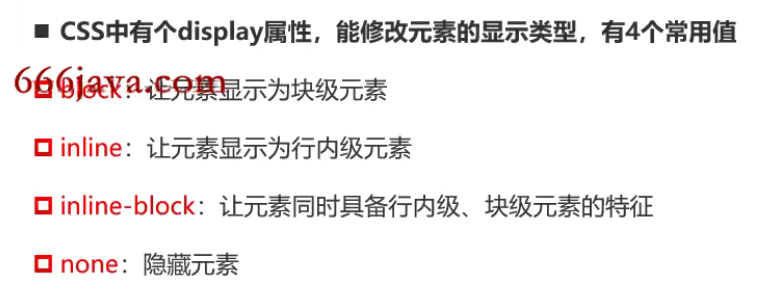 CSS中有个display属性，能修改元素的显示类型，有4个常用值
666java.com
block：让元素显示为块级元素
inline：让元素显示为行内级元素
inline-block：让元素同时具备行内级、块级元素的特征
none：隐藏元素